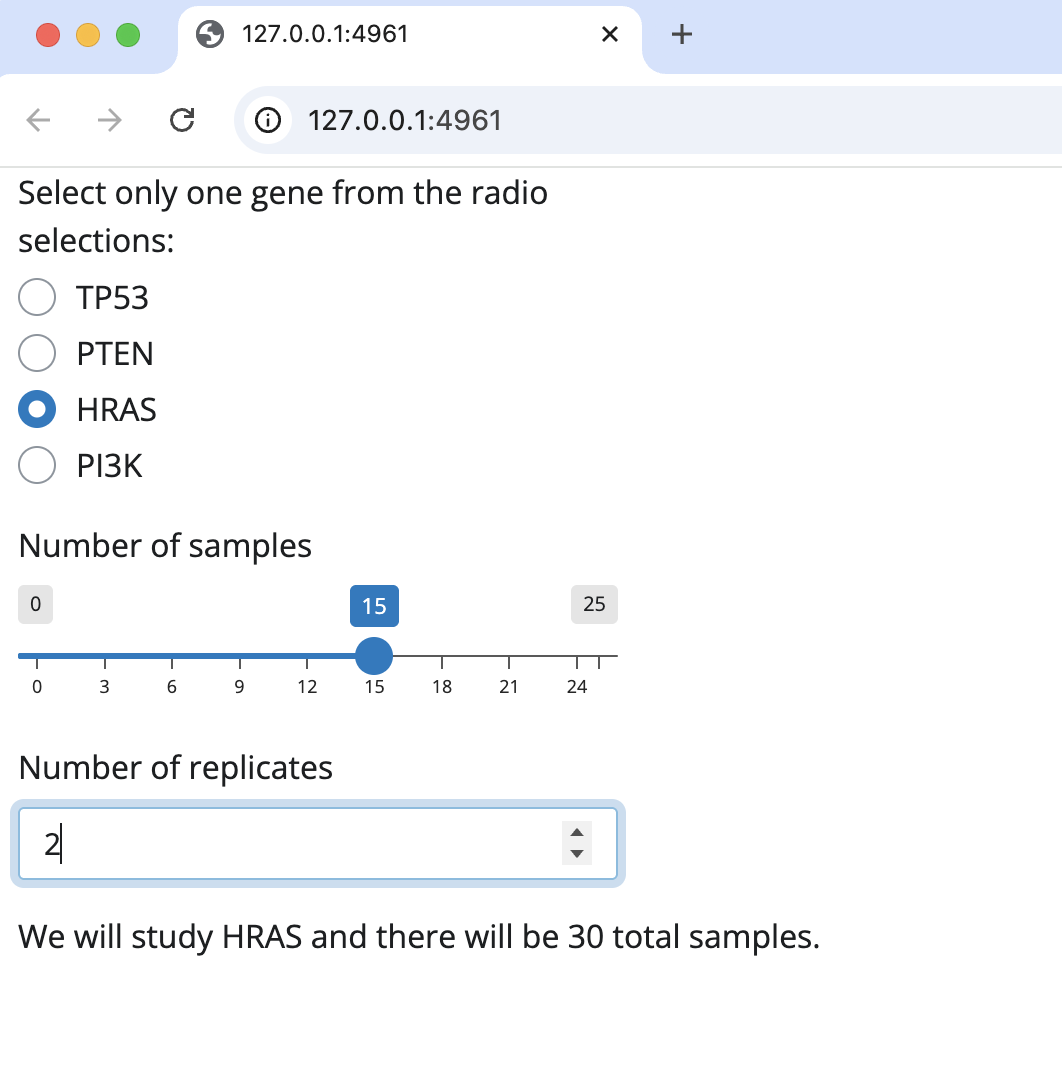 127.0.0.1:4961
127.0.0.1:4961
Select only one gene from the radio
selections:
TP53
PTEN
HRAS
PI3K
Number of samples
0 15 25
0 3 6 9 12 15 18 21 24
Number of replicates
2
We will study HRAS and there will be 30 total samples.